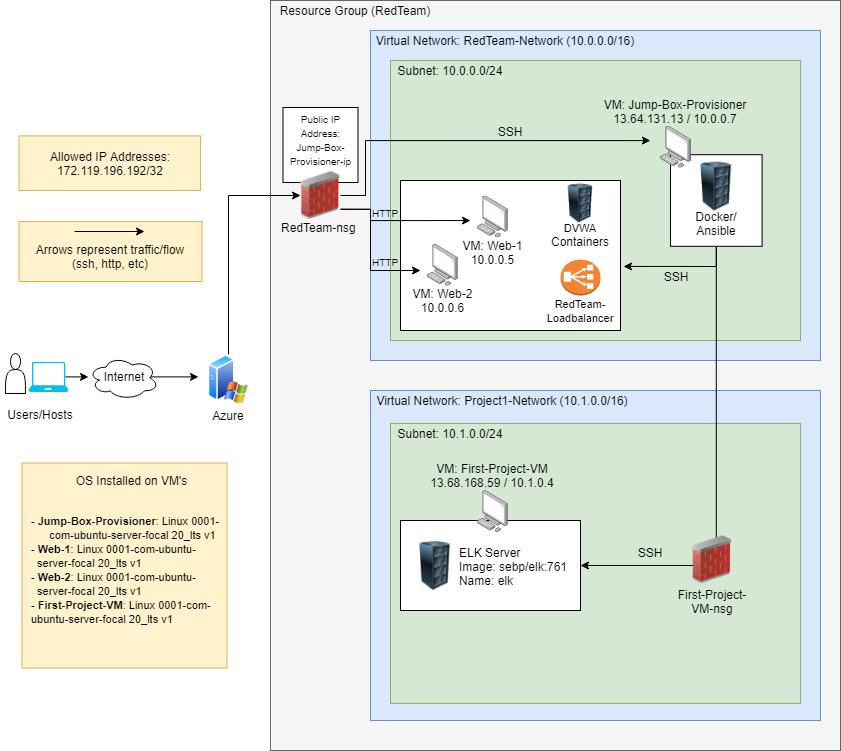 Resource Group (RedTeam)
Virtual Network: RedTeam-Network (10.0.0.0/16)
Subnet: 10.0.0.0/24
VM: Jump-Box-Provisioner
13.64.131.13 / 10.0.0.7
Public IP
Address:
Jump-Box-
Provisioner-ip
SSH
RedTeam-nsg
HTTP
HTTP
VM: Web-1
10.0.0.5
VM: Web-2
10.0.0.6
DVWA
Containers
RedTeam-
Loadbalancer
Docker/
Ansible
SSH
Allowed IP Addresses:
172.119.196.192/32
Arrows represent traffic/flow
(ssh, http, etc)
Users/Hosts
Internet
Azure
Virtual Network: Project1-Network (10.1.0.0/16)
Subnet: 10.1.0.0/24
VM: First-Project-VM
13.68.168.59 / 10.1.0.4
ELK Server
Image: sebp/elk:761
Name: elk
SSH
First-Project-
VM-nsg
OS Installed on VM's
- Jump-Box-Provisioner: Linux 0001-
com-ubuntu-server-focal 20_lts v1
- Web-1: Linux 0001-com-ubuntu-
server-focal 20_lts v1
- Web-2: Linux 0001-com-ubuntu-
server-focal 20_lts v1
- First-Project-VM: Linux 0001-com-
ubuntu-server-focal 20_lts v1